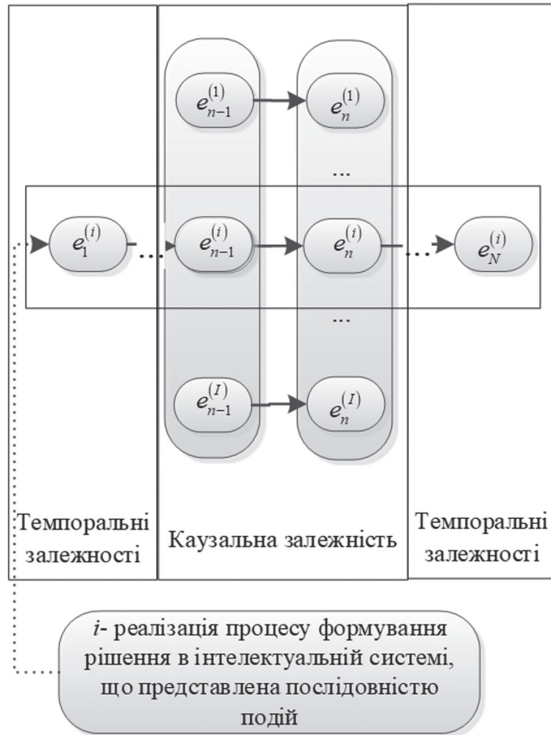 e_{n-1}^{(1)} e_n^{(1)}
...
e_1^{(i)} ... e_{n-1}^{(i)} e_n^{(i)} ... e_N^{(i)}
...
e_{n-1}^{(I)} e_n^{(I)}
Темпоральні
залежності
Каузальна залежність
Темпоральні
залежності
i- реалізація процесу формування
рішення в інтелектуальній системі,
що представлена послідовністю
подій